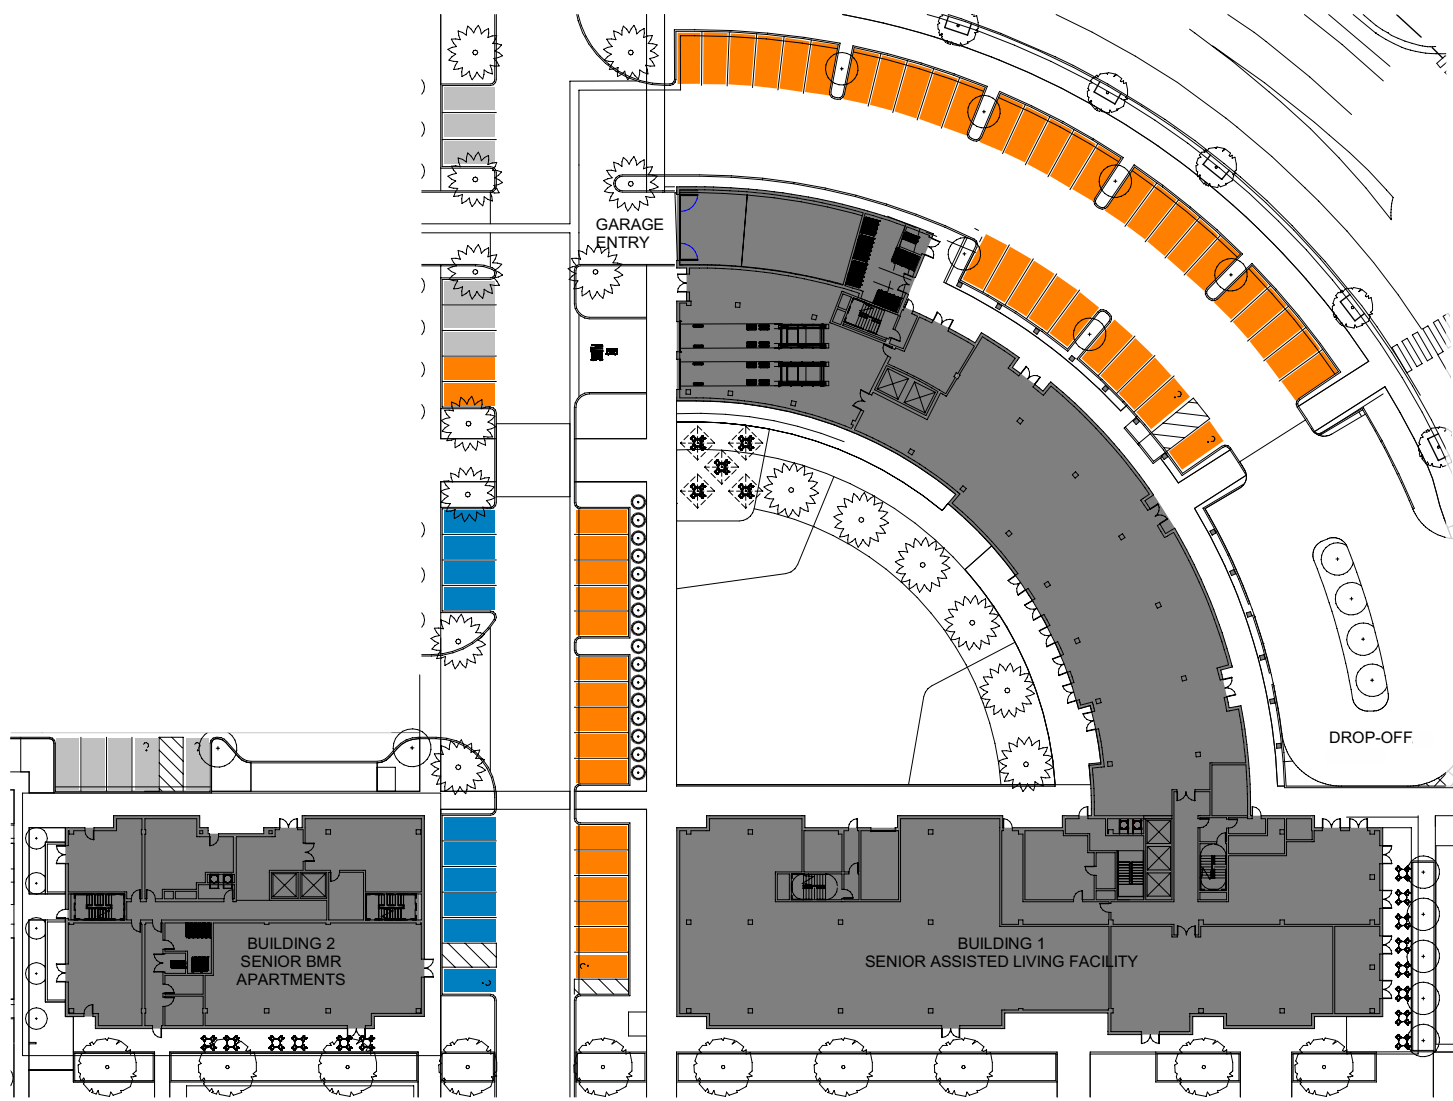 GARAGE
ENTRY
DROP-OFF
BUILDING 2
SENIOR BMR
APARTMENTS
BUILDING 1
SENIOR ASSISTED LIVING FACILITY
?
?
?
?
?
?